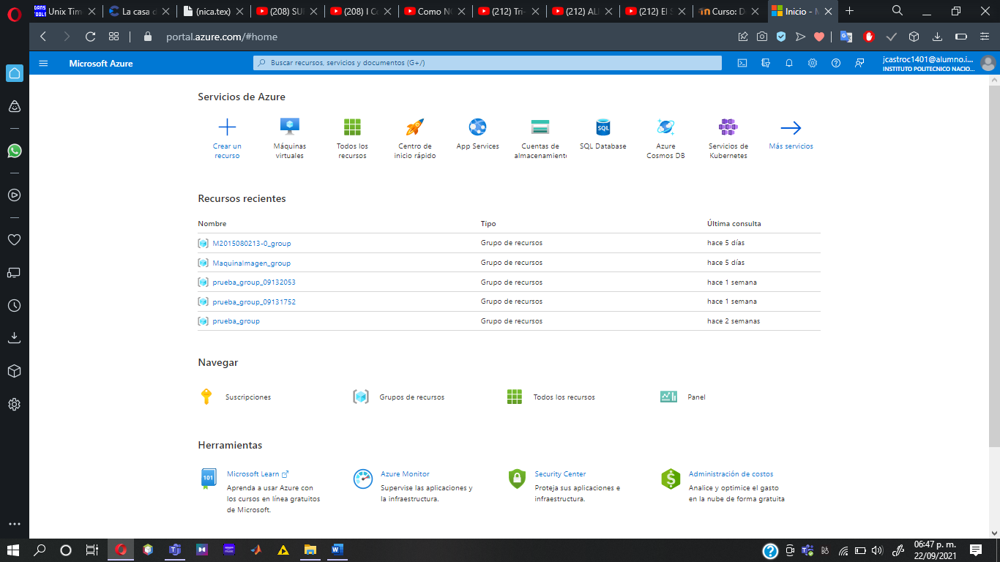 DANS TOOLS
Unix Tim
La casa d
(nica.tex)
(208) SU
(208) I Co
Como N
(212) Tri
(212) AL
(212) El S
Curso: D
Inicio - M
portal.azure.com/#home
Microsoft Azure
Buscar recursos, servicios y documentos (G+/)
jcastroc1401@alumno.i...
INSTITUTO POLITECNICO NACIO...
Servicios de Azure
Crear un recurso
Máquinas virtuales
Todos los recursos
Centro de inicio rápido
App Services
Cuentas de almacenamient
SQL
SQL Database
Azure Cosmos DB
Servicios de Kubernetes
Más servicios
Recursos recientes
Nombre Tipo Última consulta
M2015080213-0_group Grupo de recursos hace 5 días
MaquinaImagen_group Grupo de recursos hace 5 días
prueba_group_09132053 Grupo de recursos hace 1 semana
prueba_group_09131752 Grupo de recursos hace 1 semana
prueba_group Grupo de recursos hace 2 semanas
Navegar
Suscripciones
Grupos de recursos
Todos los recursos
Panel
Herramientas
101
Microsoft Learn
Aprenda a usar Azure con
los cursos en línea gratuitos
de Microsoft.
Azure Monitor
Supervise las aplicaciones y
la infraestructura.
Security Center
Proteja sus aplicaciones e
infraestructura.
Administración de costos
Analice y optimice el gasto
en la nube de forma gratuita
06:47 p. m.
22/09/2021